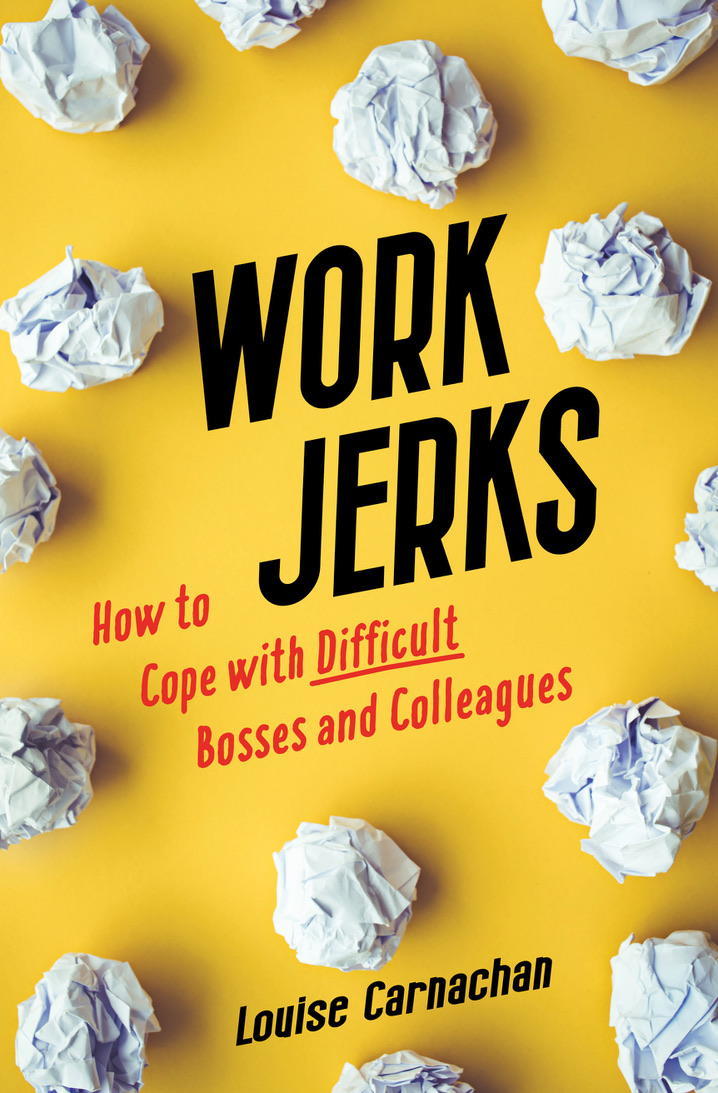 WORK
JERKS
How to
Cope with Difficult
Bosses and Colleagues
Louise Carnachan